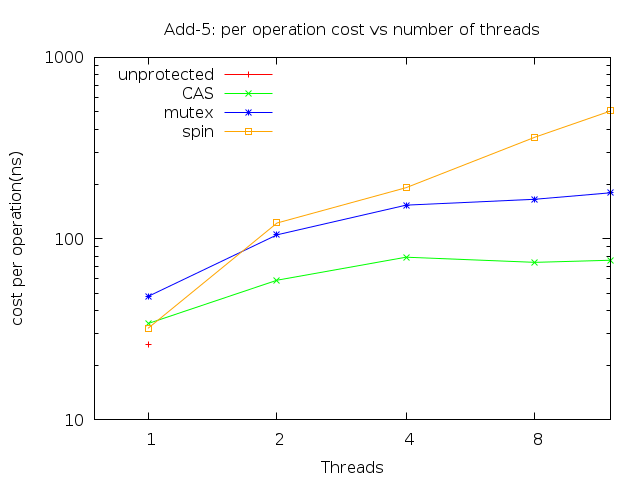 Add-5: per operation cost vs number of threads
1000
100
10
cost per operation(ns)
unprotected
CAS
mutex
spin
1 2 4 8
Threads